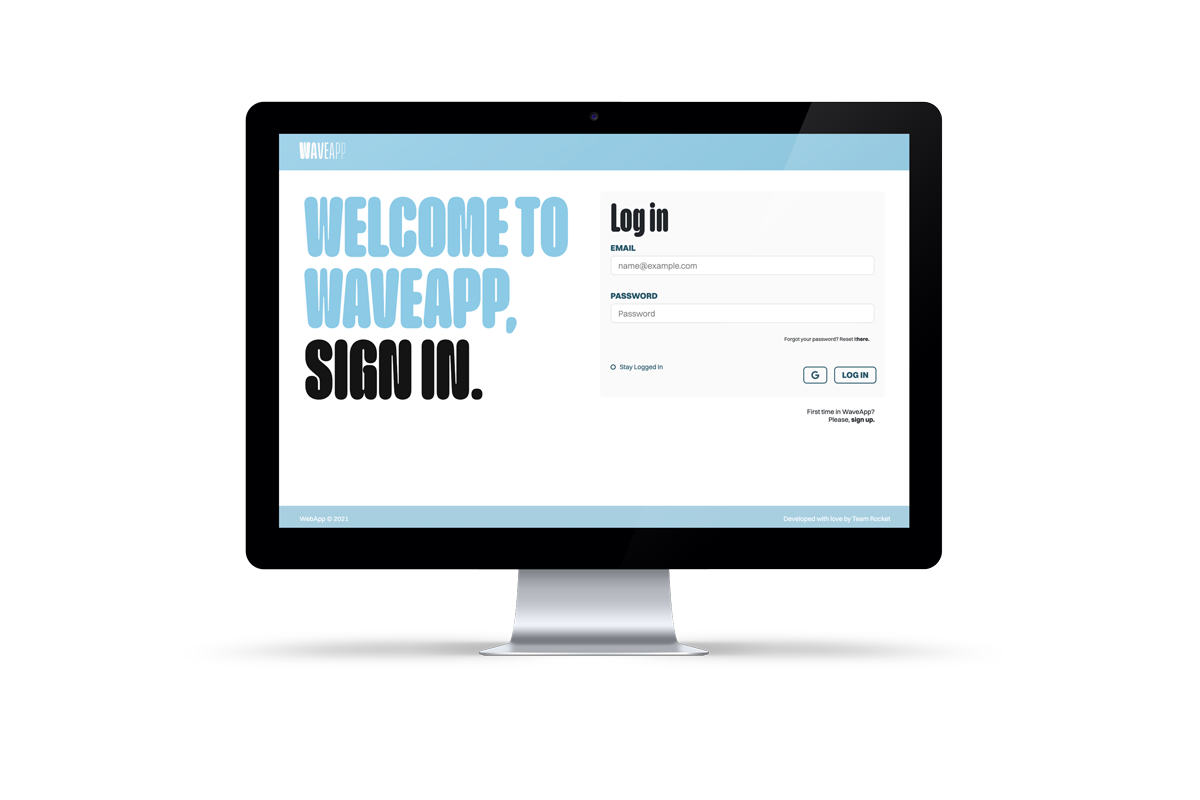 WAVEAPP
WELCOME TO
WAVEAPP,
SIGN IN.
Log in
EMAIL
name@example.com
PASSWORD
Password
Forgot your password? Reset it here.
Stay Logged In
G
LOG IN
First time in WaveApp?
Please, sign up.
WebApp © 2021
Developed with love by Team Rocket